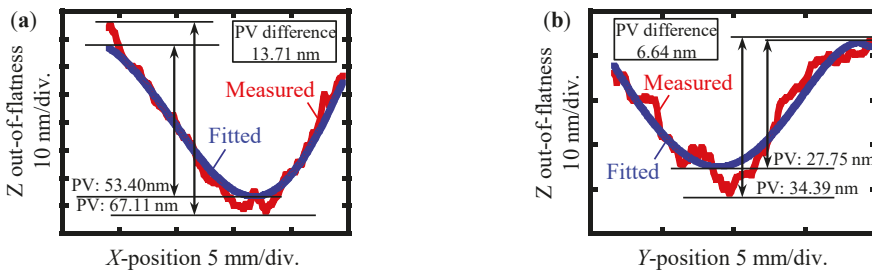 (a)
PV difference
13.71 nm
Z out-of-flatness
10 nm/div.
Measured
Fitted
PV: 53.40nm
PV: 67.11 nm
X-position 5 mm/div.
(b)
PV difference
6.64 nm
Z out-of-flatness
10 nm/div.
Measured
Fitted
PV: 27.75 nm
PV: 34.39 nm
Y-position 5 mm/div.